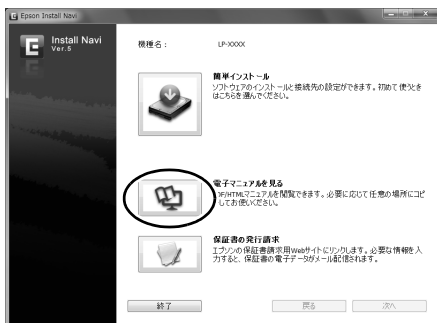 Epson Install Navi
Install Navi
Ver.5
機種名： LP-XXXX
簡単インストール
ソフトウェアのインストールと接続先の設定ができます。初めて使うとき
はこちらを選んでください。
電子マニュアルを見る
PDF/HTMLマニュアルを閲覧できます。必要に応じて任意の場所にコピ
ーしてお使いください。
保証書の発行請求
エプソンの保証書請求用Webサイトにリンクします。必要な情報を入
力すると、保証書の電子データがメール配信されます。
終了 戻る 次へ